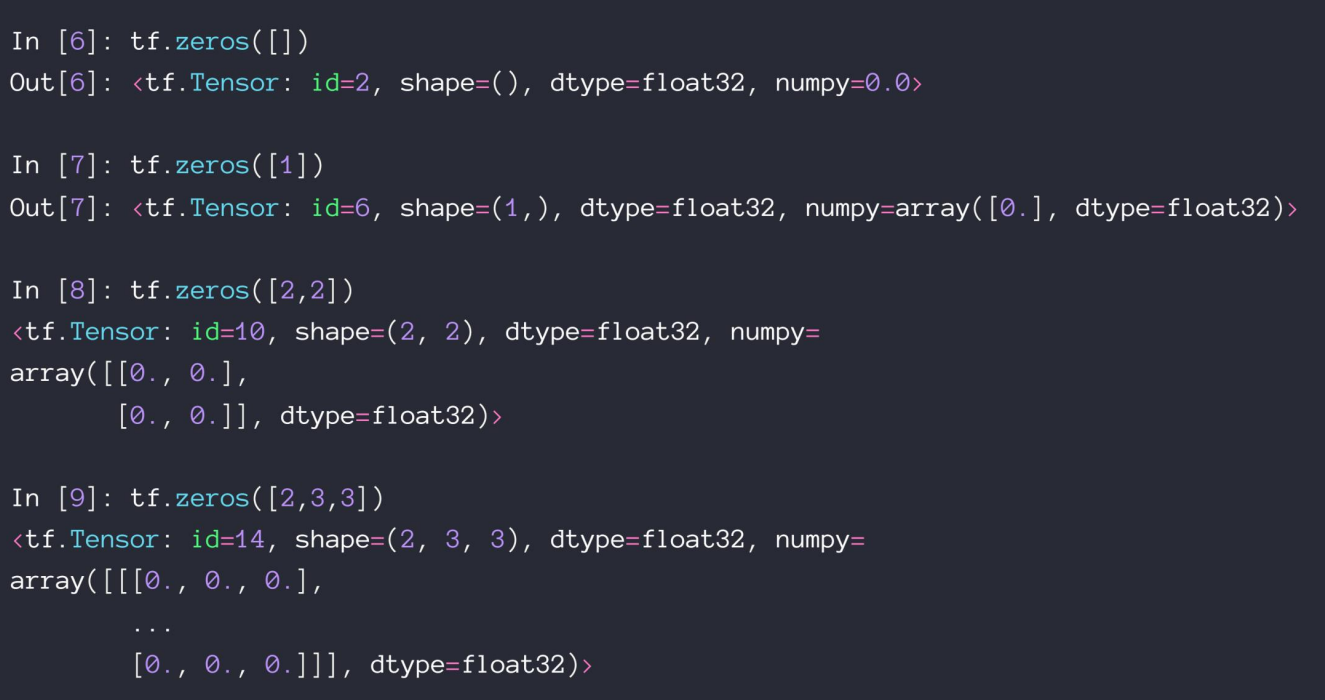 In [6]: tf.zeros([])
Out[6]: <tf.Tensor: id=2, shape=(), dtype=float32, numpy=0.0>
In [7]: tf.zeros([1])
Out[7]: <tf.Tensor: id=6, shape=(1,), dtype=float32, numpy=array([0.], dtype=float32)>
In [8]: tf.zeros([2,2])
<tf.Tensor: id=10, shape=(2, 2), dtype=float32, numpy=
array([[0., 0.],
       [0., 0.]], dtype=float32)>
In [9]: tf.zeros([2,3,3])
<tf.Tensor: id=14, shape=(2, 3, 3), dtype=float32, numpy=
array([[[0., 0., 0.],
        ...
        [0., 0., 0.]]], dtype=float32)>